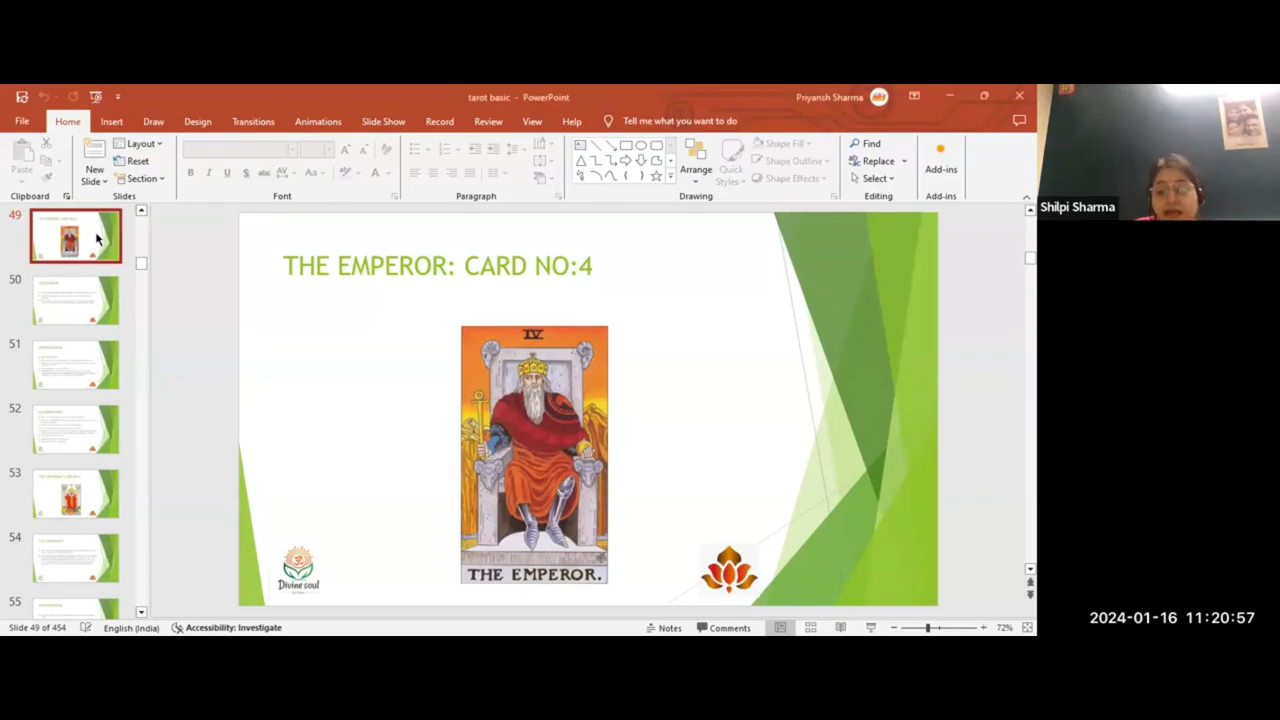 tarot basic - PowerPoint
Priyansh Sharma
File
Home
Insert
Draw
Design
Transitions
Animations
Slide Show
Record
Review
View
Help
Tell me what you want to do
Paste
New
Slide
Layout
Reset
Section
B I U S abc AV Aa A
Arrange
Quick
Styles
Shape Fill
Shape Outline
Shape Effects
Find
Replace
Select
Add-ins
Clipboard
Slides
Font
Paragraph
Drawing
Editing
Add-ins
Shilpi Sharma
49
50
51
52
53
54
55
THE EMPEROR: CARD NO:4
IV
THE EMPEROR.
Divine soul
Slide 49 of 454
English (India)
Accessibility: Investigate
Notes
Comments
72%
2024-01-16 11:20:57